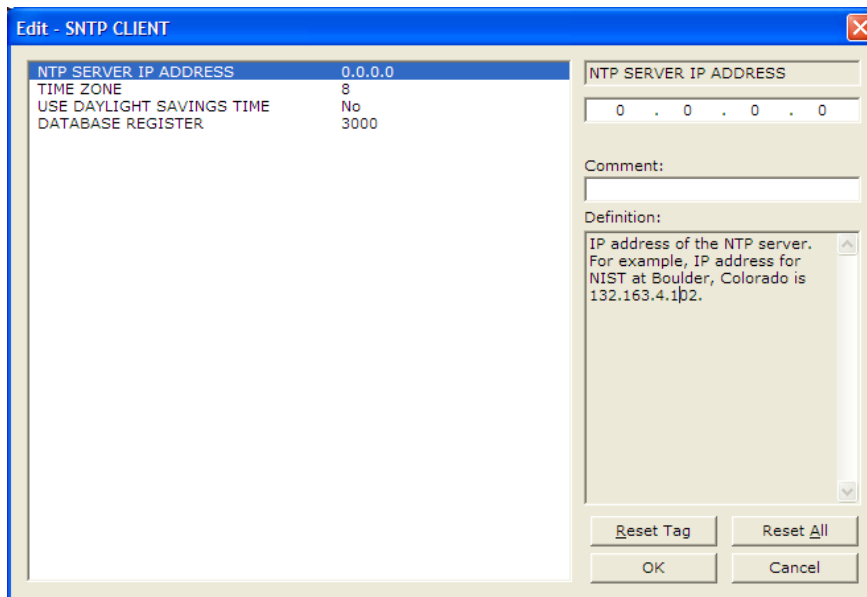 Edit - SNTP CLIENT
NTP SERVER IP ADDRESS 0.0.0.0
TIME ZONE 8
USE DAYLIGHT SAVINGS TIME No
DATABASE REGISTER 3000
NTP SERVER IP ADDRESS
0 . 0 . 0 . 0
Comment:
Definition:
IP address of the NTP server.
For example, IP address for
NIST at Boulder, Colorado is
132.163.4.102.
Reset Tag Reset All
OK Cancel